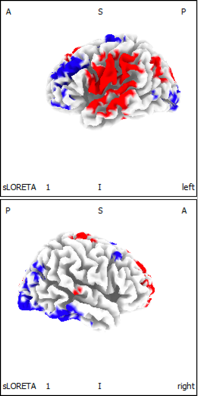 A S P
sLORETA 1 I left
P S A
sLORETA 1 I right